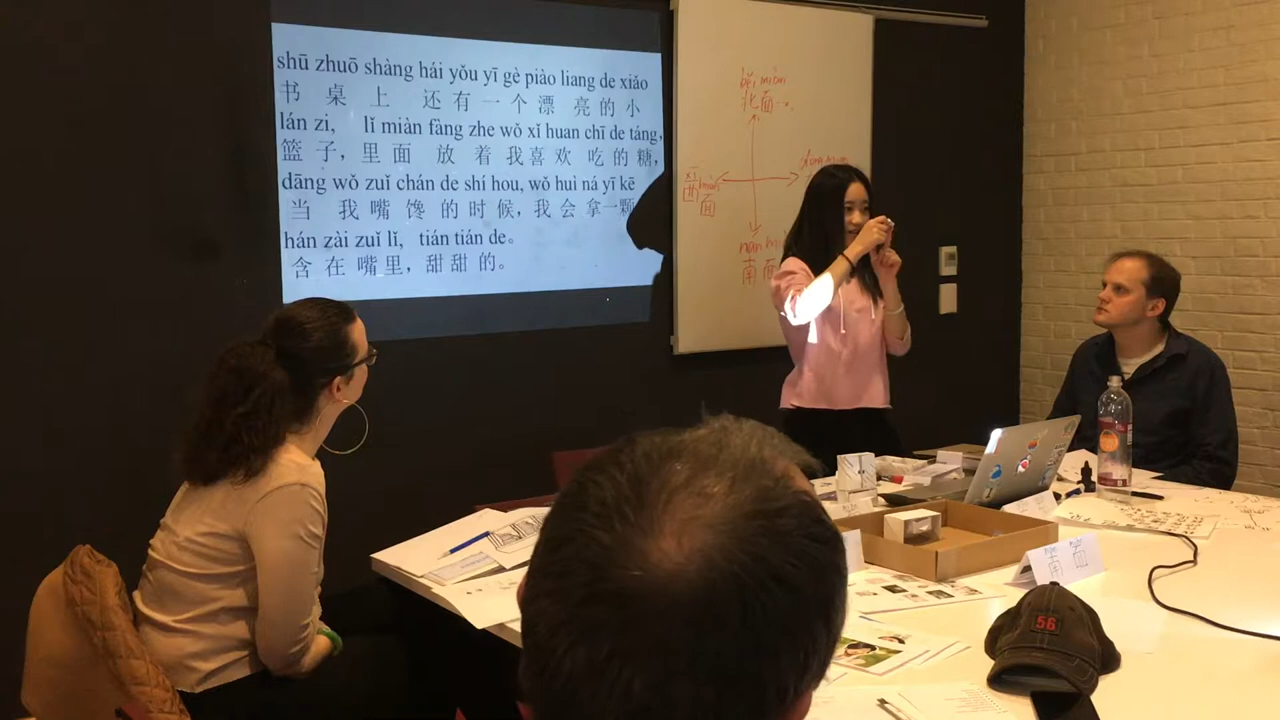 shū zhuō shàng hái yǒu yī gè piào liang de xiǎo
书 桌 上 还 有 一 个 漂 亮 的 小
lán zi, lǐ miàn fàng zhe wǒ xǐ huan chī de táng,
篮 子，里 面 放 着 我 喜 欢 吃 的 糖，
dāng wǒ zuǐ chán de shí hou, wǒ huì ná yī kē
当 我 嘴 馋 的 时 候，我 会 拿 一 颗
hán zài zuǐ lǐ, tián tián de。
含 在 嘴 里，甜 甜 的。
běi miàn
北面
xī miàn
西面
nán
南 面
56